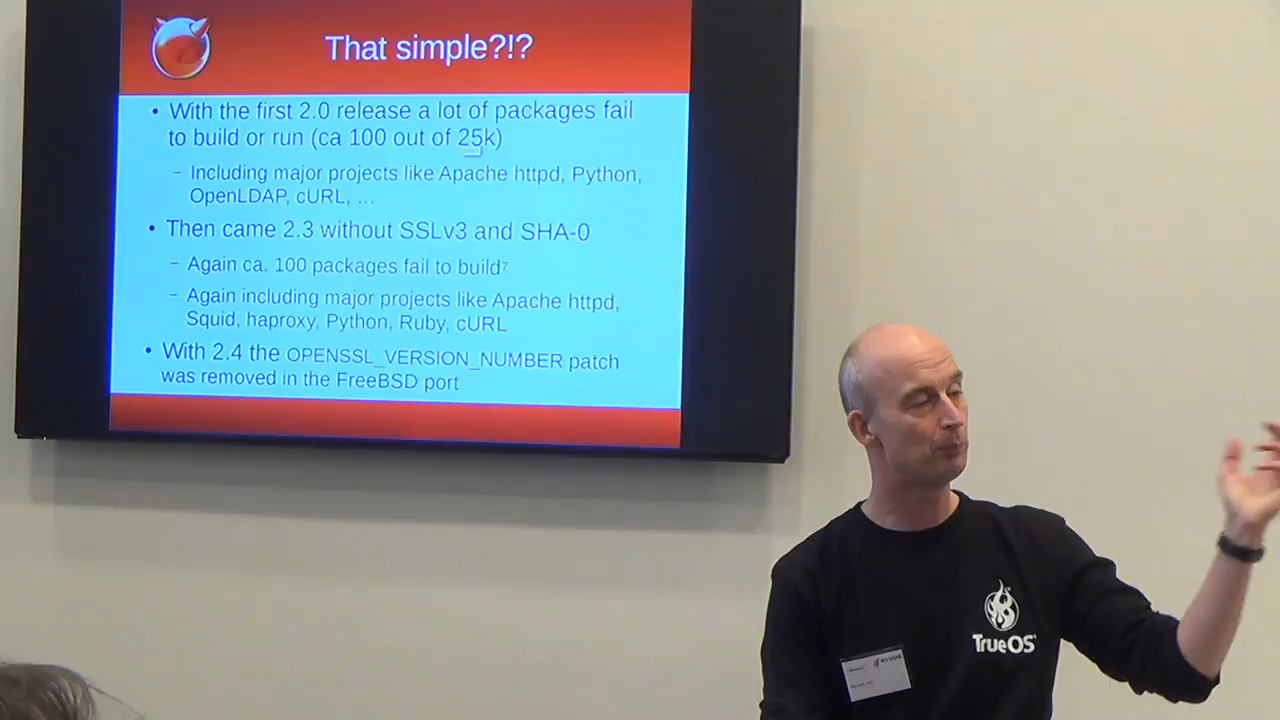 That simple?!?
• With the first 2.0 release a lot of packages fail
to build or run (ca 100 out of 25k)
– Including major projects like Apache httpd, Python,
OpenLDAP, cURL, …
• Then came 2.3 without SSLv3 and SHA-0
– Again ca. 100 packages fail to build7
– Again including major projects like Apache httpd,
Squid, haproxy, Python, Ruby, cURL
• With 2.4 the OPENSSL_VERSION_NUMBER patch
was removed in the FreeBSD port
TrueOS